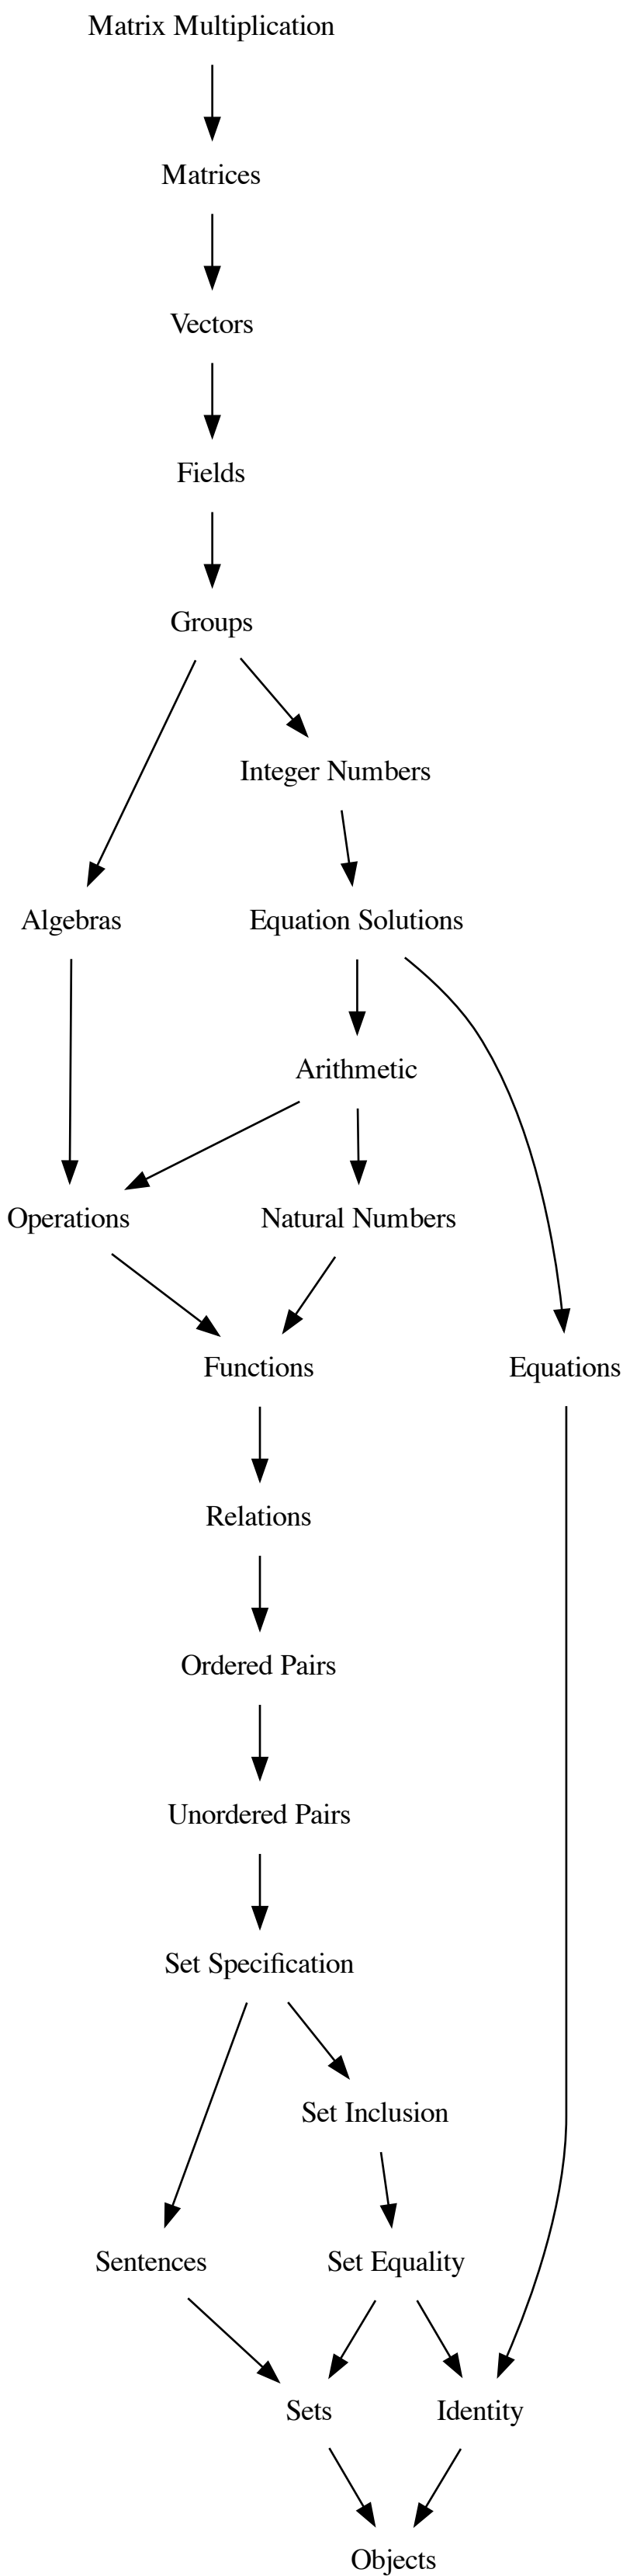 Matrix Multiplication
Matrices
Vectors
Fields
Groups
Integer Numbers
Algebras
Equation Solutions
Arithmetic
Operations
Natural Numbers
Functions
Equations
Relations
Ordered Pairs
Unordered Pairs
Set Specification
Set Inclusion
Sentences
Set Equality
Sets
Identity
Objects